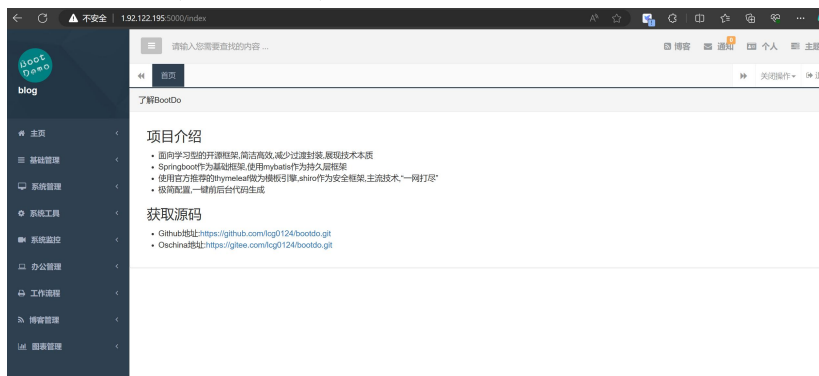 不安全 1.92.122.195:5000/index
Boot
Demo
blog
请输入您需要查找的内容 ...
博客 通知 8 个人 主题
首页
关闭操作
了解BootDo
主页
基础管理
系统管理
系统工具
系统监控
办公管理
工作流程
博客管理
图表管理
项目介绍
• 面向学习型的开源框架,简洁高效,减少过渡封装,展现技术本质
• Springboot作为基础框架,使用mybatis作为持久层框架
• 使用官方推荐的thymeleaf做为模板引擎,shiro作为安全框架,主流技术,“一网打尽”
• 极简配置,一键前后台代码生成
获取源码
• Github地址:https://github.com/lcg0124/bootdo.git
• Oschina地址:https://gitee.com/lcg0124/bootdo.git